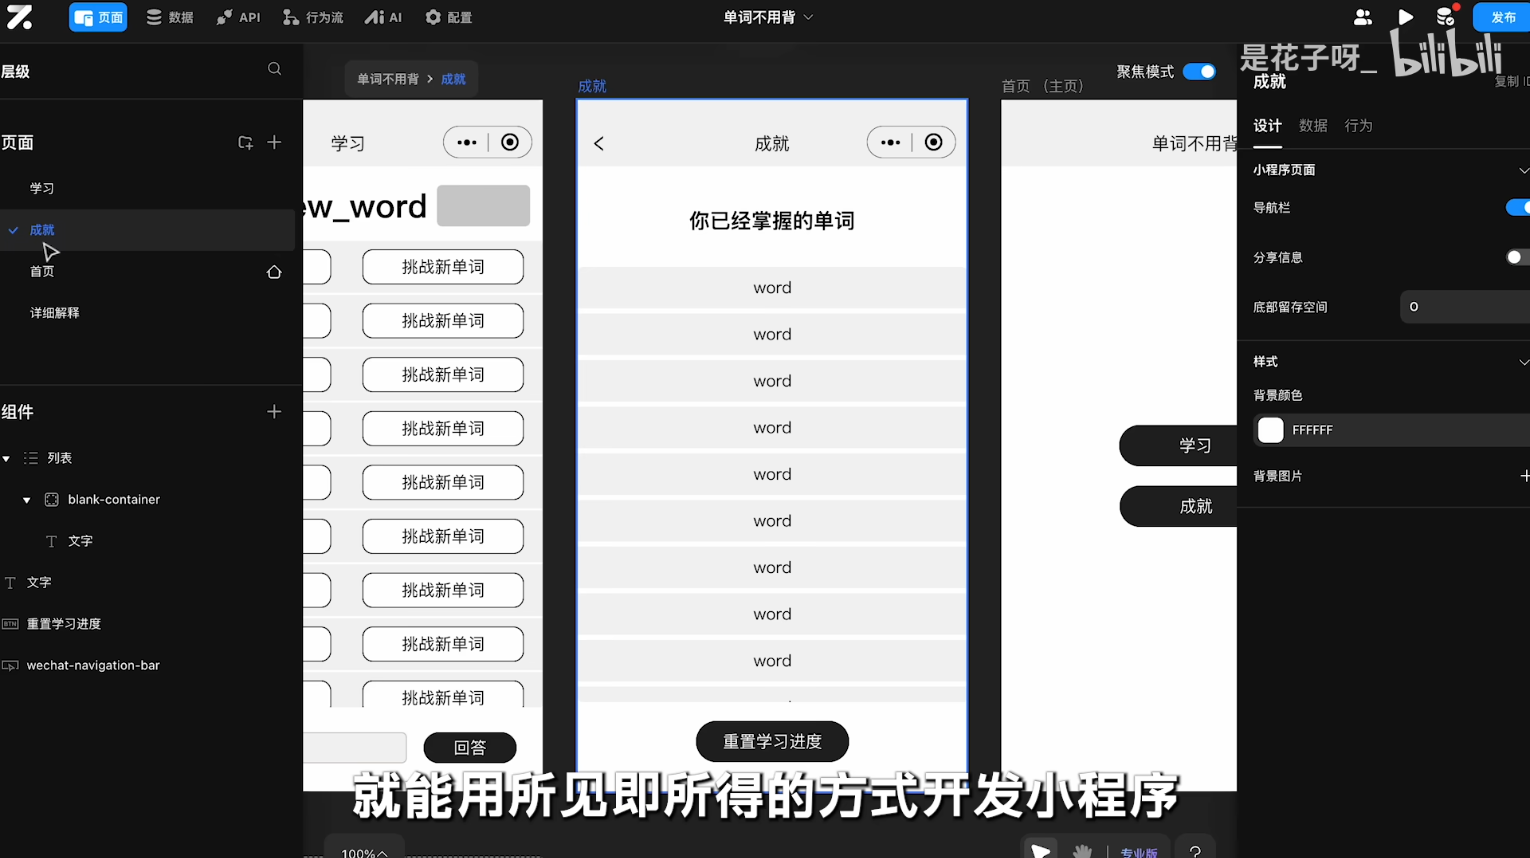 页面
数据
API
行为流
AI
配置
单词不用背
发布
是花子呀_ bilibili
层级
页面
学习
成就
首页
详细解释
组件
列表
blank-container
文字
文字
BTN 重置学习进度
wechat-navigation-bar
单词不用背 > 成就
学习
ew_word
挑战新单词
挑战新单词
挑战新单词
挑战新单词
挑战新单词
挑战新单词
挑战新单词
挑战新单词
挑战新单词
回答
成就
成就
你已经掌握的单词
word
word
word
word
word
word
word
word
word
重置学习进度
首页 （主页）
聚焦模式
单词不用背
学习
成就
成就
复制 ID
设计 数据 行为
小程序页面
导航栏
分享信息
底部留存空间 0
样式
背景颜色
FFFFFF
背景图片
就能用所见即所得的方式开发小程序
100%
专业版
?